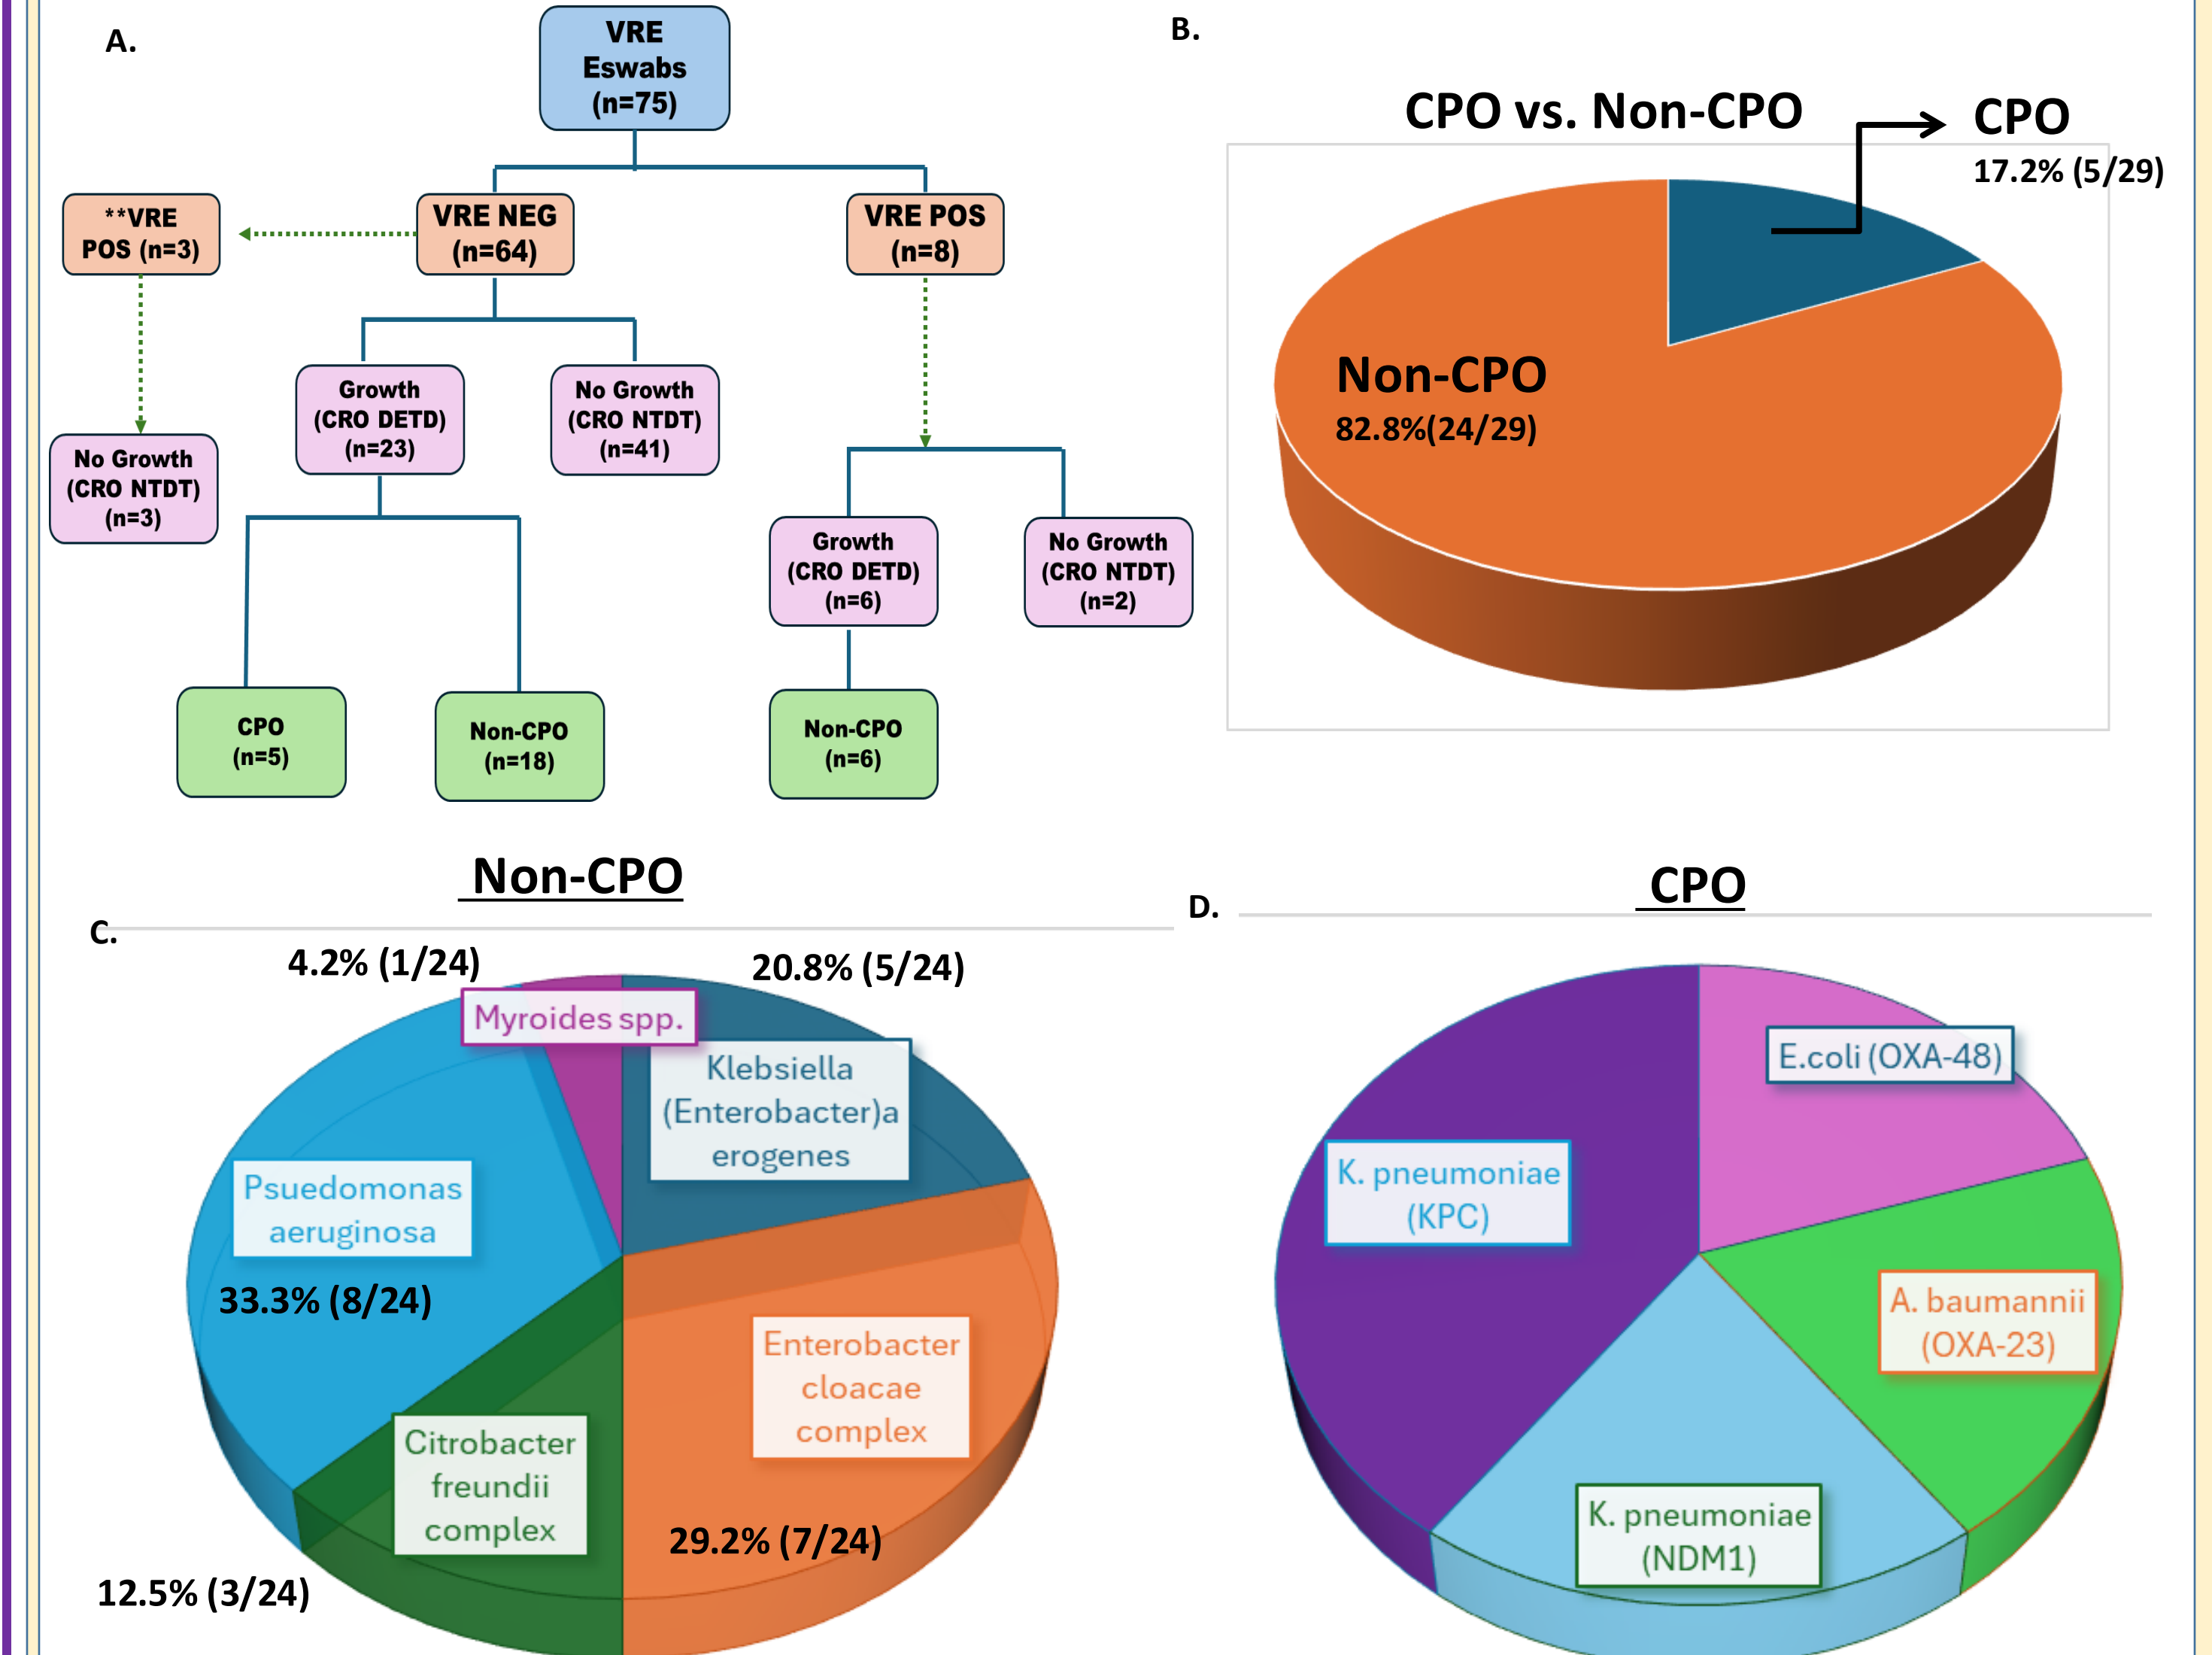 A.
VRE
Eswabs
(n=75)
**VRE
POS (n=3)
VRE NEG
(n=64)
VRE POS
(n=8)
Growth
(CRO DETD)
(n=23)
No Growth
(CRO NTDT)
(n=41)
No Growth
(CRO NTDT)
(n=3)
Growth
(CRO DETD)
(n=6)
No Growth
(CRO NTDT)
(n=2)
CPO
(n=5)
Non-CPO
(n=18)
Non-CPO
(n=6)
B.
CPO vs. Non-CPO
CPO
17.2% (5/29)
Non-CPO
82.8%(24/29)
Non-CPO
C.
4.2% (1/24)
20.8% (5/24)
Myroides spp.
Klebsiella
(Enterobacter)a
erogenes
Psuedomonas
aeruginosa
33.3% (8/24)
Enterobacter
cloacae
complex
Citrobacter
freundii
complex
29.2% (7/24)
12.5% (3/24)
CPO
D.
E.coli (OXA-48)
K. pneumoniae
(KPC)
A. baumannii
(OXA-23)
K. pneumoniae
(NDM1)